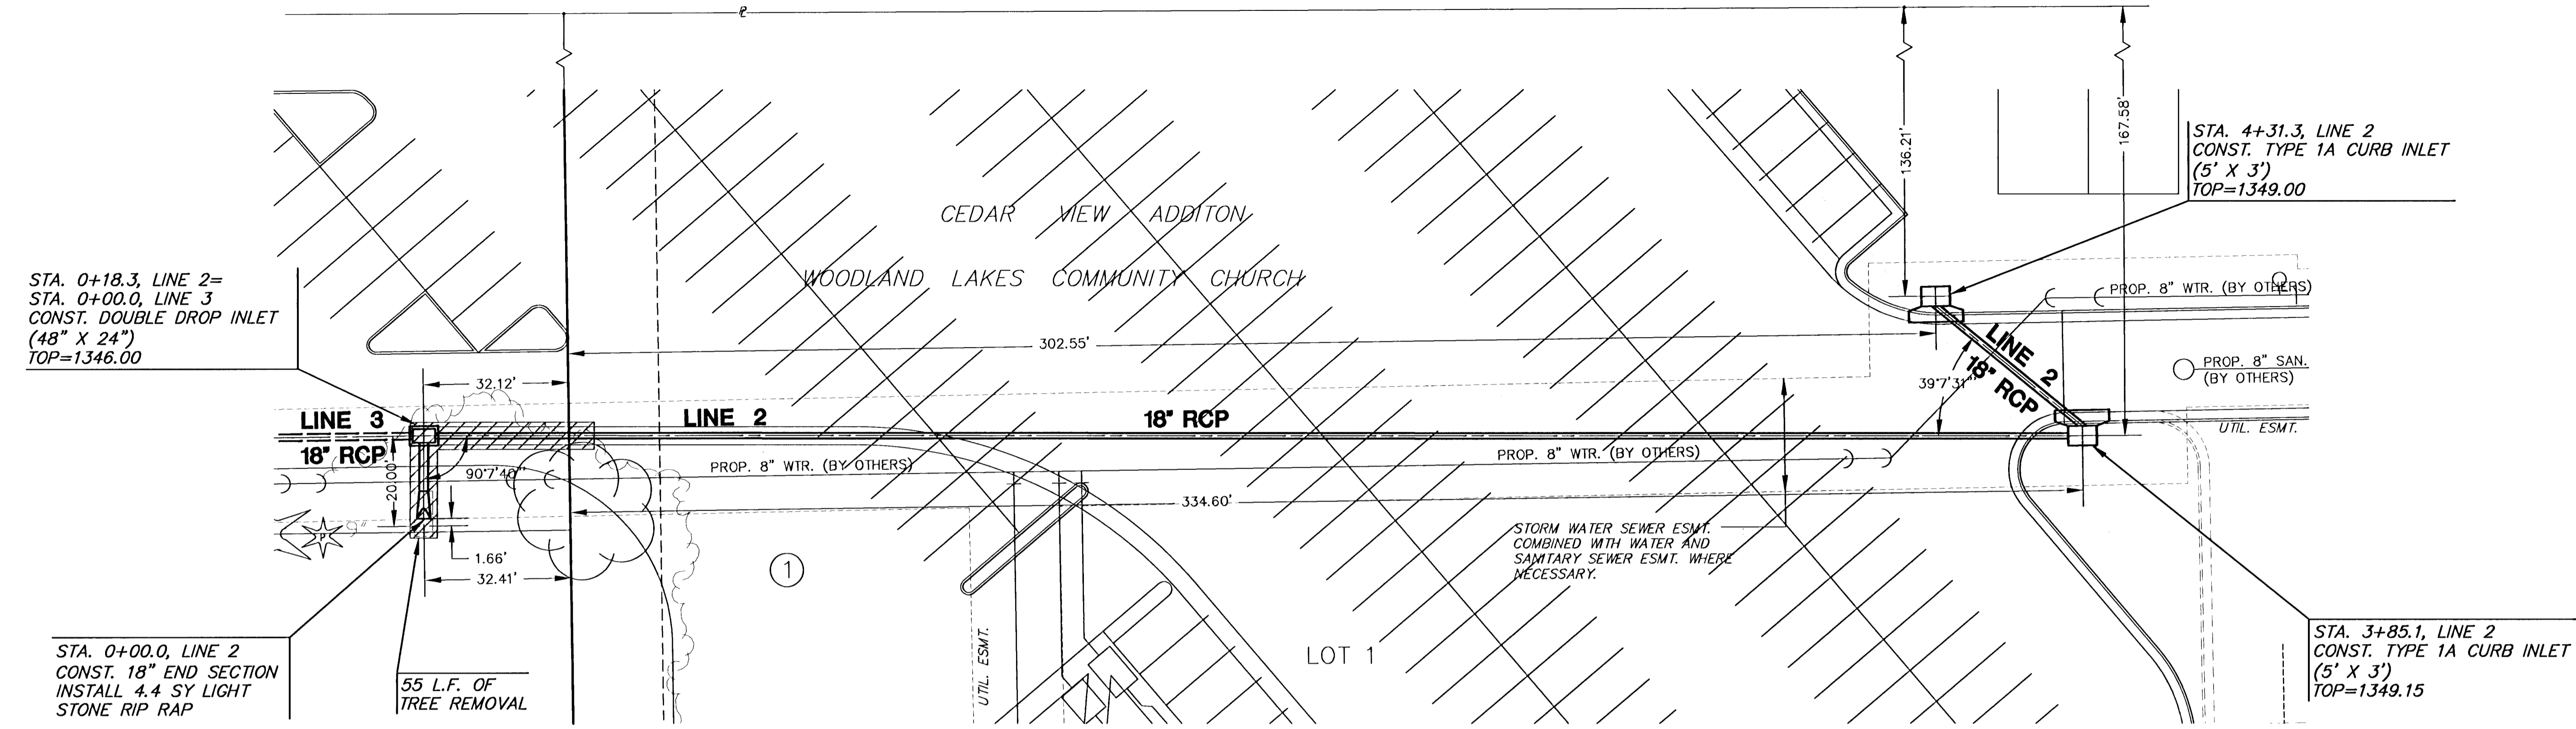 ℄
136.21'
167.58'
STA. 4+31.3, LINE 2
CONST. TYPE 1A CURB INLET
(5' X 3')
TOP=1349.00
CEDAR VIEW ADDITON
WOODLAND LAKES COMMUNITY CHURCH
STA. 0+18.3, LINE 2=
STA. 0+00.0, LINE 3
CONST. DOUBLE DROP INLET
(48" X 24")
TOP=1346.00
PROP. 8" WTR. (BY OTHERS)
302.55'
LINE 2
18" RCP
39°7'31"
PROP. 8" SAN.
(BY OTHERS)
32.12'
LINE 3
18" RCP
LINE 2
18" RCP
UTIL. ESMT.
20.00'
90°7'40"
PROP. 8" WTR. (BY OTHERS)
PROP. 8" WTR. (BY OTHERS)
334.60'
9"
P
1.66'
32.41'
1
STORM WATER SEWER ESMT.
COMBINED WITH WATER AND
SANITARY SEWER ESMT. WHERE
NECESSARY.
UTIL. ESMT.
LOT 1
STA. 0+00.0, LINE 2
CONST. 18" END SECTION
INSTALL 4.4 SY LIGHT
STONE RIP RAP
55 L.F. OF
TREE REMOVAL
STA. 3+85.1, LINE 2
CONST. TYPE 1A CURB INLET
(5' X 3')
TOP=1349.15